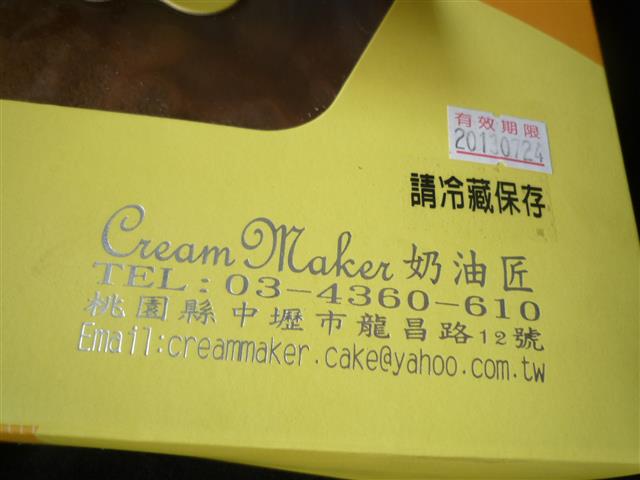 有效期限
20130724
請冷藏保存
Cream Maker 奶油匠
TEL：03-4360-610
桃園縣中壢市龍昌路12號
Email:creammaker.cake@yahoo.com.tw